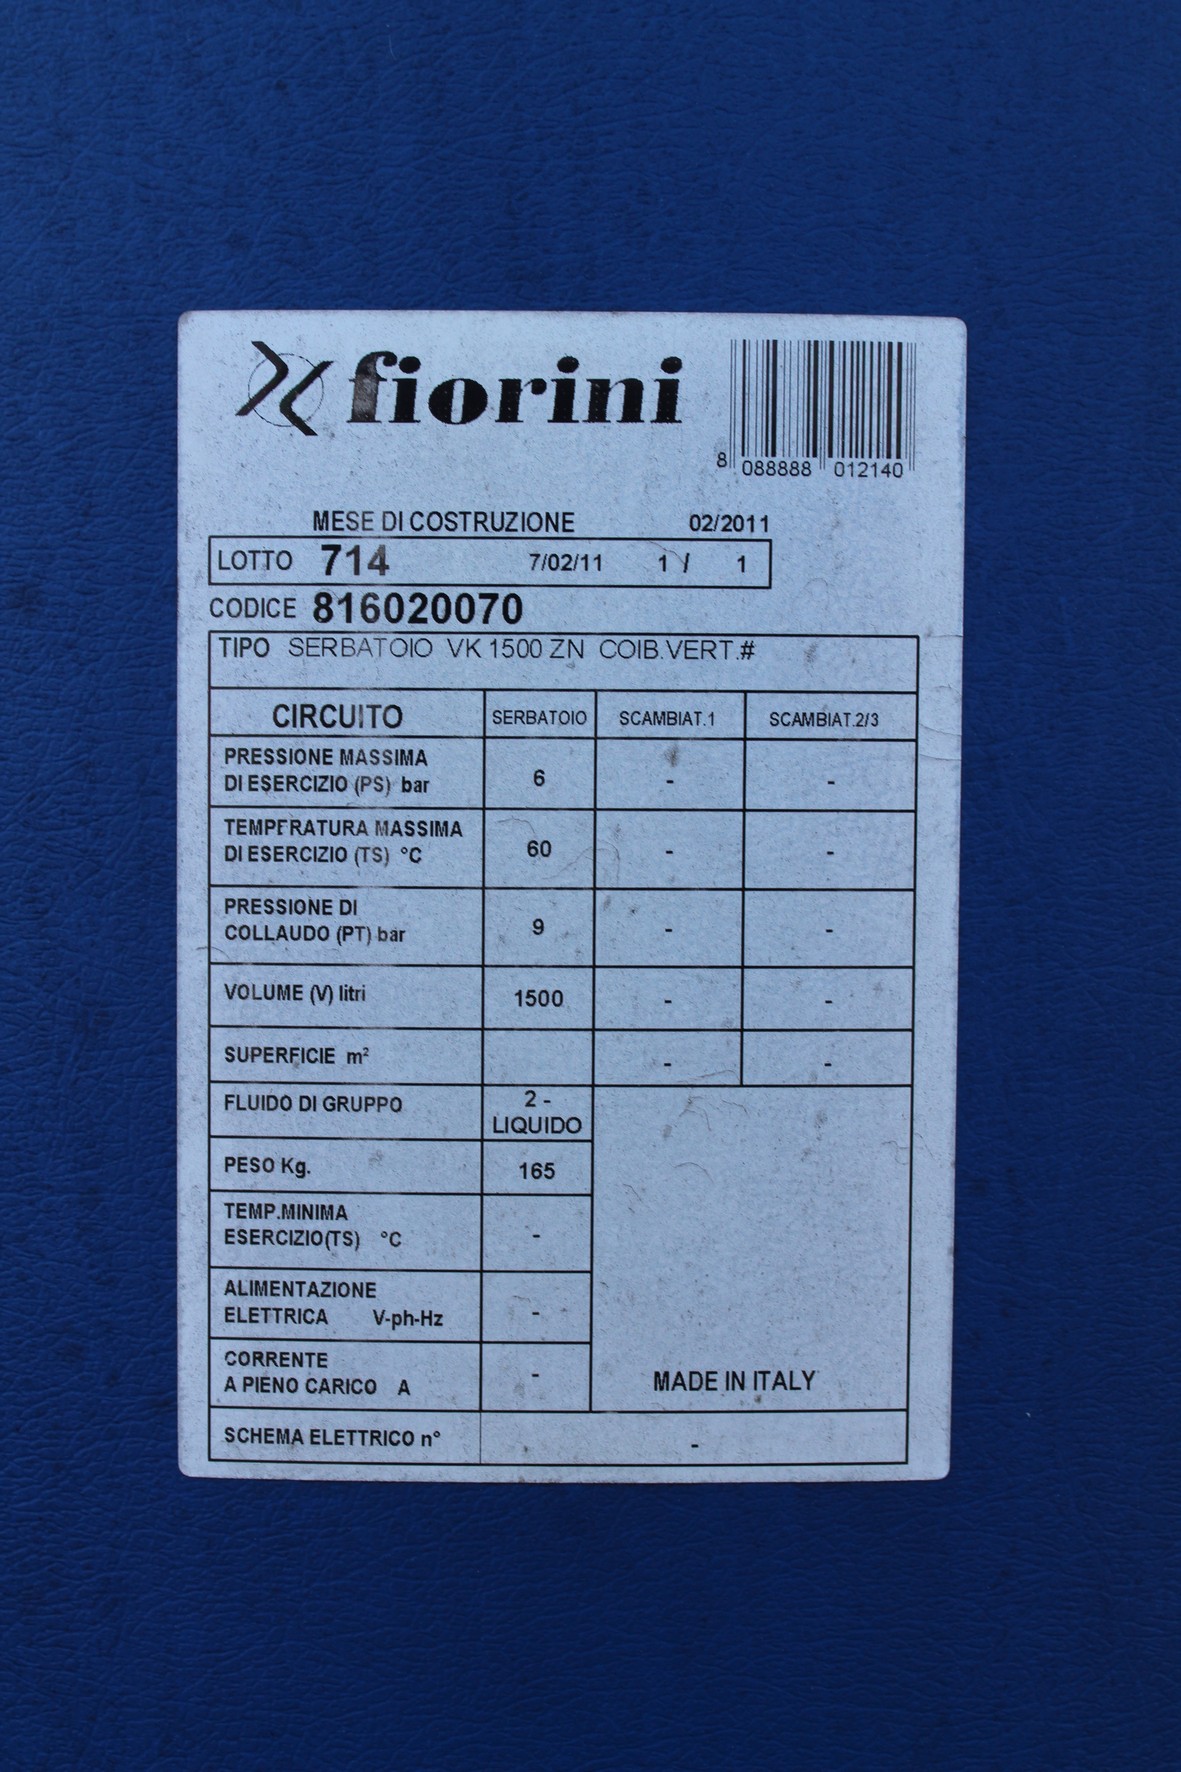 fiorini
8 088888 012140
MESE DI COSTRUZIONE 02/2011
LOTTO 714 7/02/11 1 / 1
CODICE 816020070
TIPO SERBATOIO VK 1500 ZN COIB.VERT.#
CIRCUITO SERBATOIO SCAMBIAT.1 SCAMBIAT.2/3
PRESSIONE MASSIMA
DI ESERCIZIO (PS) bar 6 - -
TEMPERATURA MASSIMA
DI ESERCIZIO (TS) °C 60 - -
PRESSIONE DI
COLLAUDO (PT) bar 9 - -
VOLUME (V) litri 1500 - -
SUPERFICIE m² - -
FLUIDO DI GRUPPO 2 -
LIQUIDO
PESO Kg. 165
TEMP.MINIMA
ESERCIZIO(TS) °C -
ALIMENTAZIONE
ELETTRICA V-ph-Hz -
CORRENTE
A PIENO CARICO A -
MADE IN ITALY
SCHEMA ELETTRICO n° -